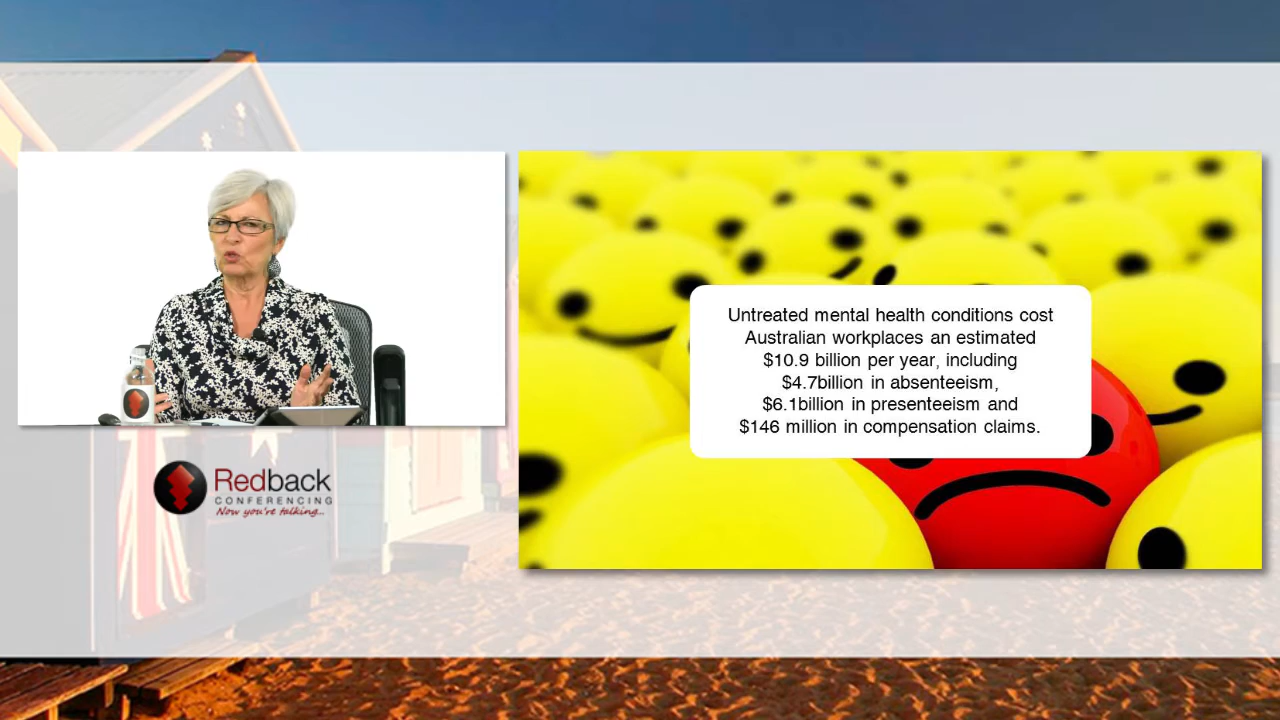 Redback
CONFERENCING
Now you're talking..
Untreated mental health conditions cost
Australian workplaces an estimated
$10.9 billion per year, including
$4.7billion in absenteeism,
$6.1billion in presenteeism and
$146 million in compensation claims.